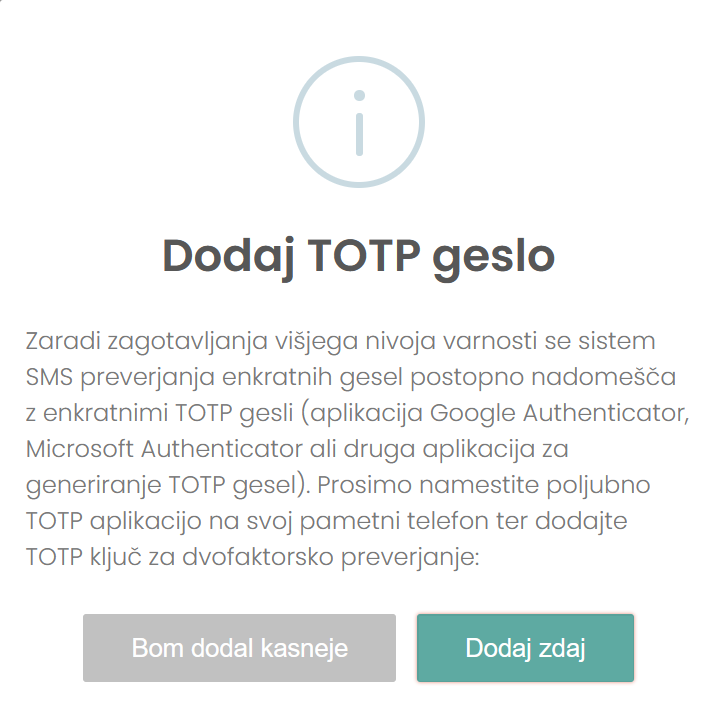 Dodaj TOTP geslo
Zaradi zagotavljanja višjega nivoja varnosti se sistem
SMS preverjanja enkratnih gesel postopno nadomešča
z enkratnimi TOTP gesli (aplikacija Google Authenticator,
Microsoft Authenticator ali druga aplikacija za
generiranje TOTP gesel). Prosimo namestite poljubno
TOTP aplikacijo na svoj pametni telefon ter dodajte
TOTP ključ za dvofaktorsko preverjanje:
Bom dodal kasneje
Dodaj zdaj